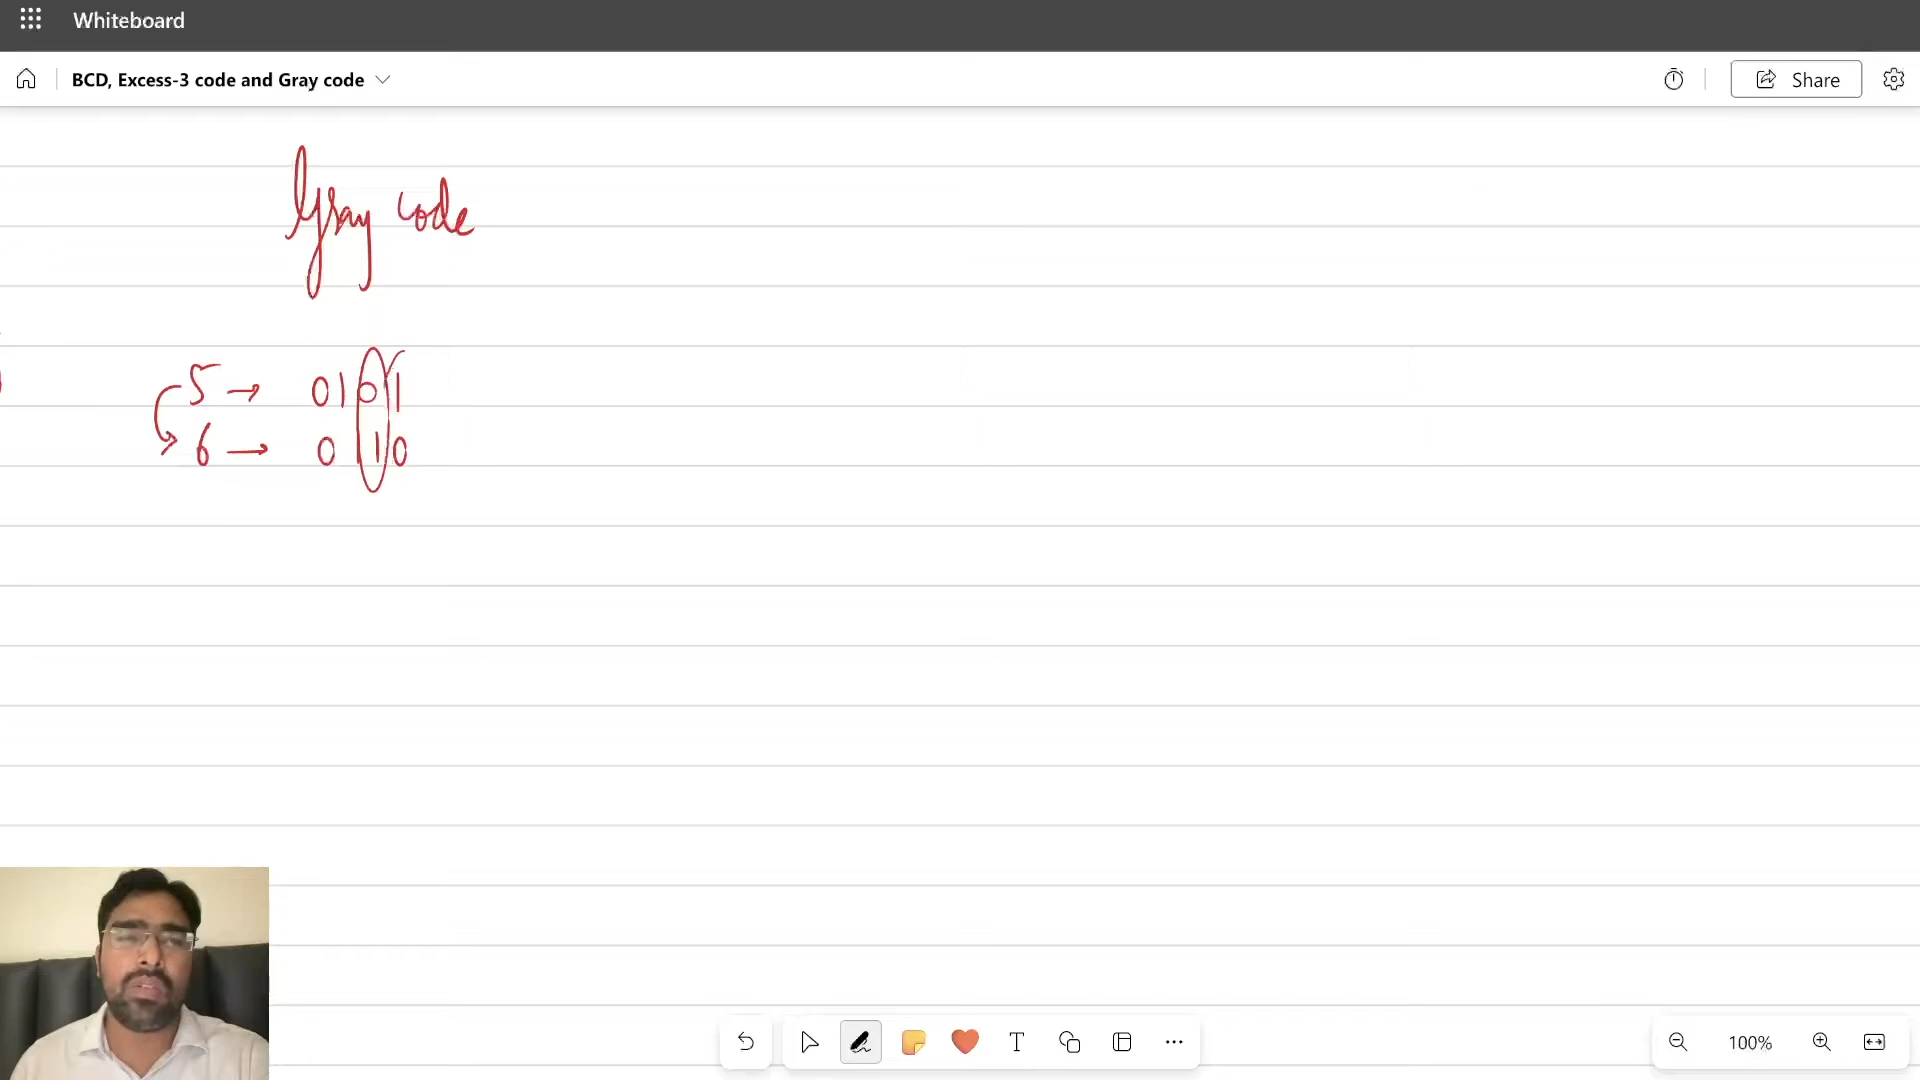 Whiteboard
BCD, Excess-3 code and Gray code
Share
Gray code
5 → 0101
6 → 0110
T
100%